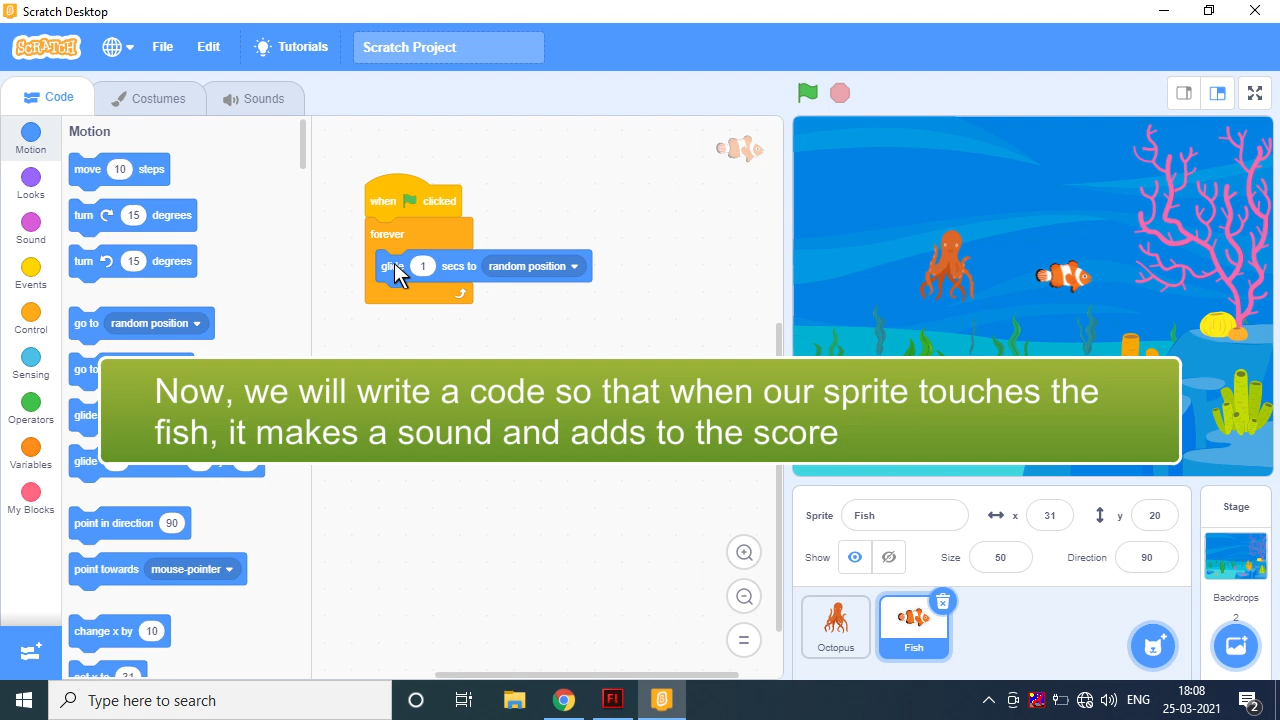 Scratch Desktop
SCRATCH File Edit Tutorials Scratch Project
Code Costumes Sounds
Motion
Looks
Sound
Events
Control
Sensing
Operators
Variables
My Blocks
Motion
move 10 steps
turn 15 degrees
turn 15 degrees
go to random position
go to
glide
glide
point in direction 90
point towards mouse-pointer
change x by 10
when clicked
forever
glide 1 secs to random position
Now, we will write a code so that when our sprite touches the
fish, it makes a sound and adds to the score
Sprite Fish x 31 y 20
Show Size 50 Direction 90
Octopus
Fish
Stage
Backdrops
2
Type here to search
Fl
ENG
18:08
25-03-2021
2